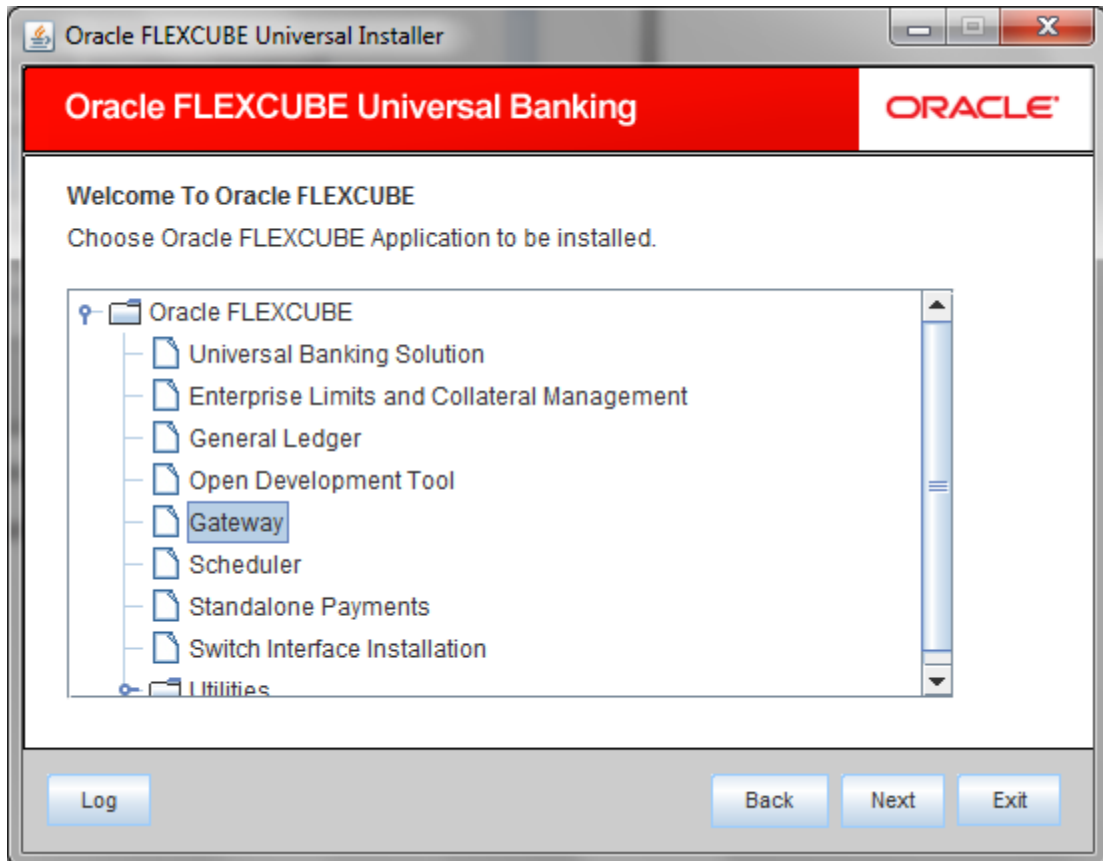 Oracle FLEXCUBE Universal Installer
Oracle FLEXCUBE Universal Banking
ORACLE
Welcome To Oracle FLEXCUBE
Choose Oracle FLEXCUBE Application to be installed.
Oracle FLEXCUBE
Universal Banking Solution
Enterprise Limits and Collateral Management
General Ledger
Open Development Tool
Gateway
Scheduler
Standalone Payments
Switch Interface Installation
Utilities
Log
Back
Next
Exit